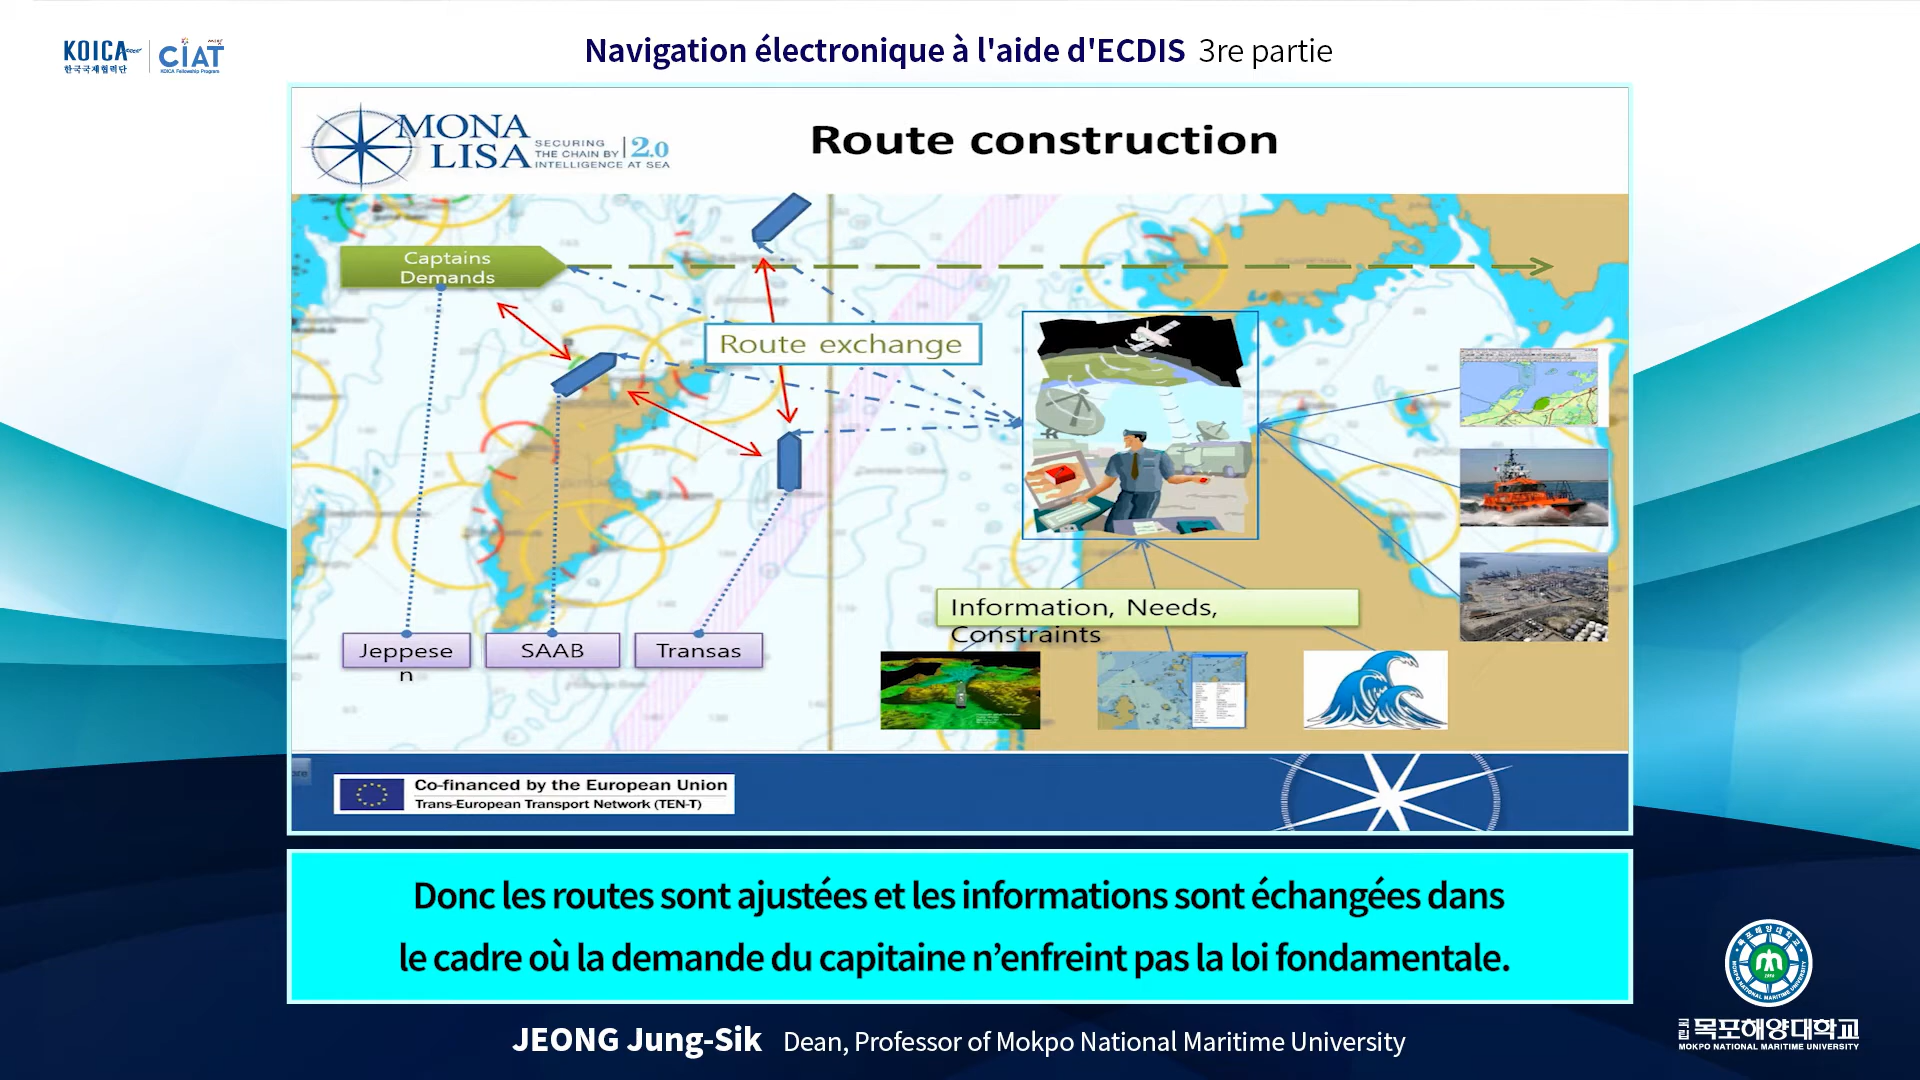 KOICA
한국국제협력단
CIAT
KOICA Fellowship Program
Navigation électronique à l'aide d'ECDIS 3re partie
MONA
LISA
SECURING
THE CHAIN BY
INTELLIGENCE AT SEA
2.0
Route construction
Captains
Demands
Route exchange
Information, Needs,
Constraints
Jeppese
n
SAAB
Transas
Co-financed by the European Union
Trans-European Transport Network (TEN-T)
Donc les routes sont ajustées et les informations sont échangées dans
le cadre où la demande du capitaine n’enfreint pas la loi fondamentale.
JEONG Jung-Sik Dean, Professor of Mokpo National Maritime University
국립 목포해양대학교
MOKPO NATIONAL MARITIME UNIVERSITY